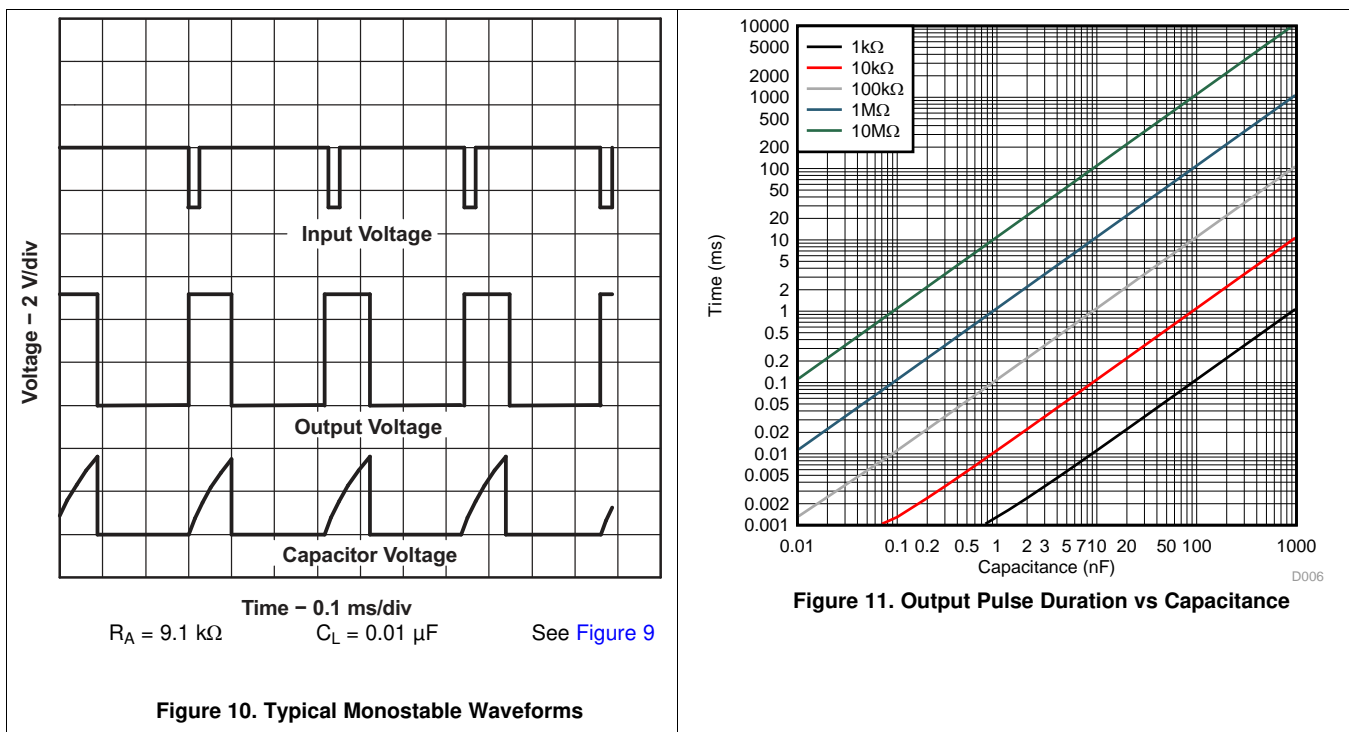 Voltage − 2 V/div
Input Voltage
Output Voltage
Capacitor Voltage
Time − 0.1 ms/div
R_A = 9.1 kΩ C_L = 0.01 µF See Figure 9
Figure 10. Typical Monostable Waveforms
Time (ms)
10000
5000
2000
1000
500
200
100
50
20
10
5
2
1
0.5
0.2
0.1
0.05
0.02
0.01
0.005
0.002
0.001
1kΩ
10kΩ
100kΩ
1MΩ
10MΩ
0.01 0.1 0.2 0.5 1 2 3 5 7 10 20 50 100 1000
Capacitance (nF)
D006
Figure 11. Output Pulse Duration vs Capacitance